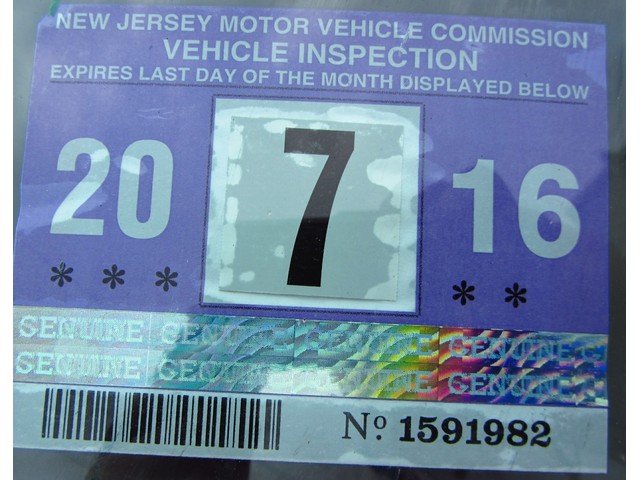 NEW JERSEY MOTOR VEHICLE COMMISSION
VEHICLE INSPECTION
EXPIRES LAST DAY OF THE MONTH DISPLAYED BELOW
20 7 16
*** **
GENUINE GENUINE GENUINE GENUINE
GENUINE GENUINE GENUINE GENUINE
Nº 1591982